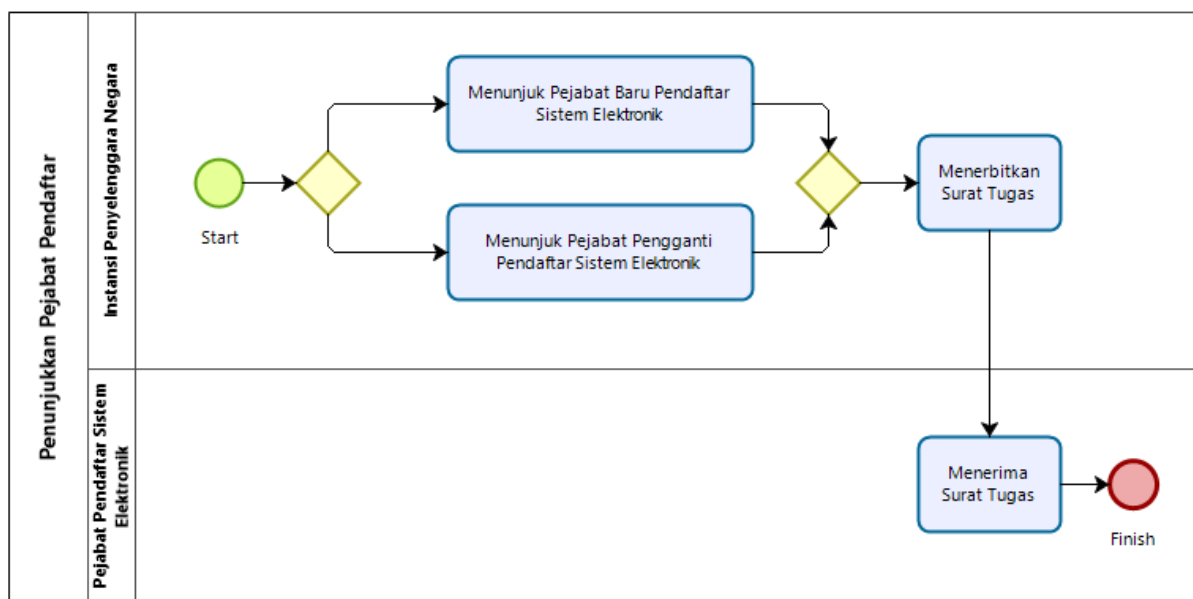 Penunjukkan Pejabat Pendaftar
Instansi Penyelenggara Negara
Start
Menunjuk Pejabat Baru Pendaftar
Sistem Elektronik
Menunjuk Pejabat Pengganti
Pendaftar Sistem Elektronik
Menerbitkan
Surat Tugas
Pejabat Pendaftar Sistem
Elektronik
Menerima
Surat Tugas
Finish